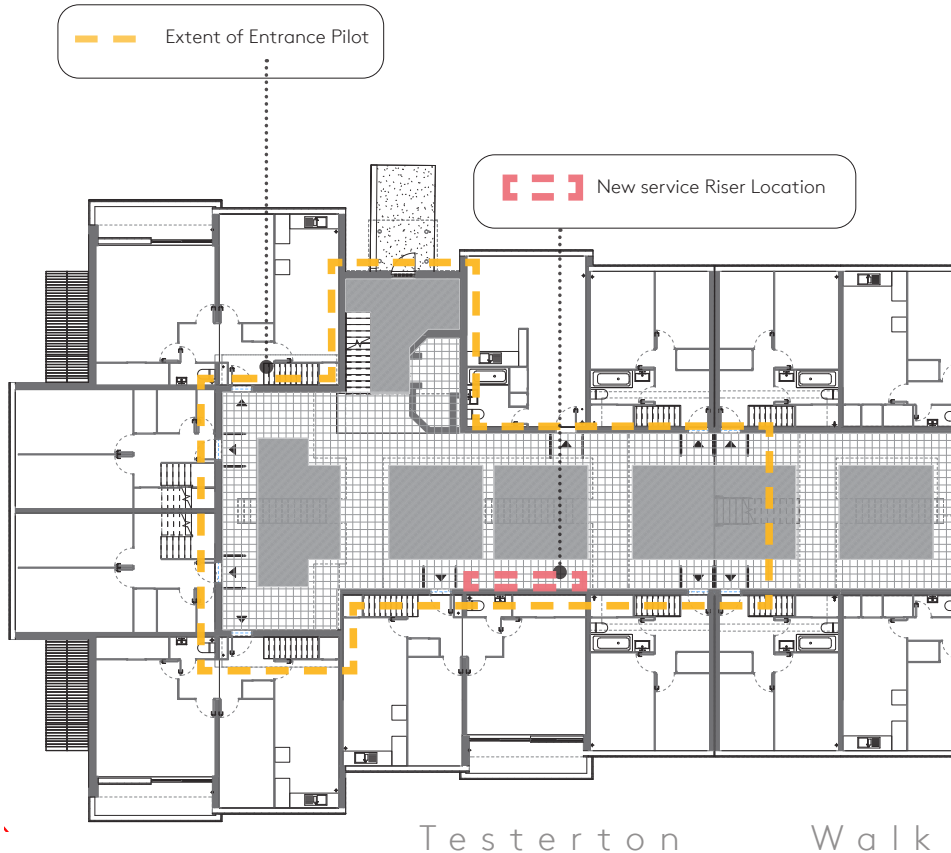 Extent of Entrance Pilot
New service Riser Location
Testerton Walk